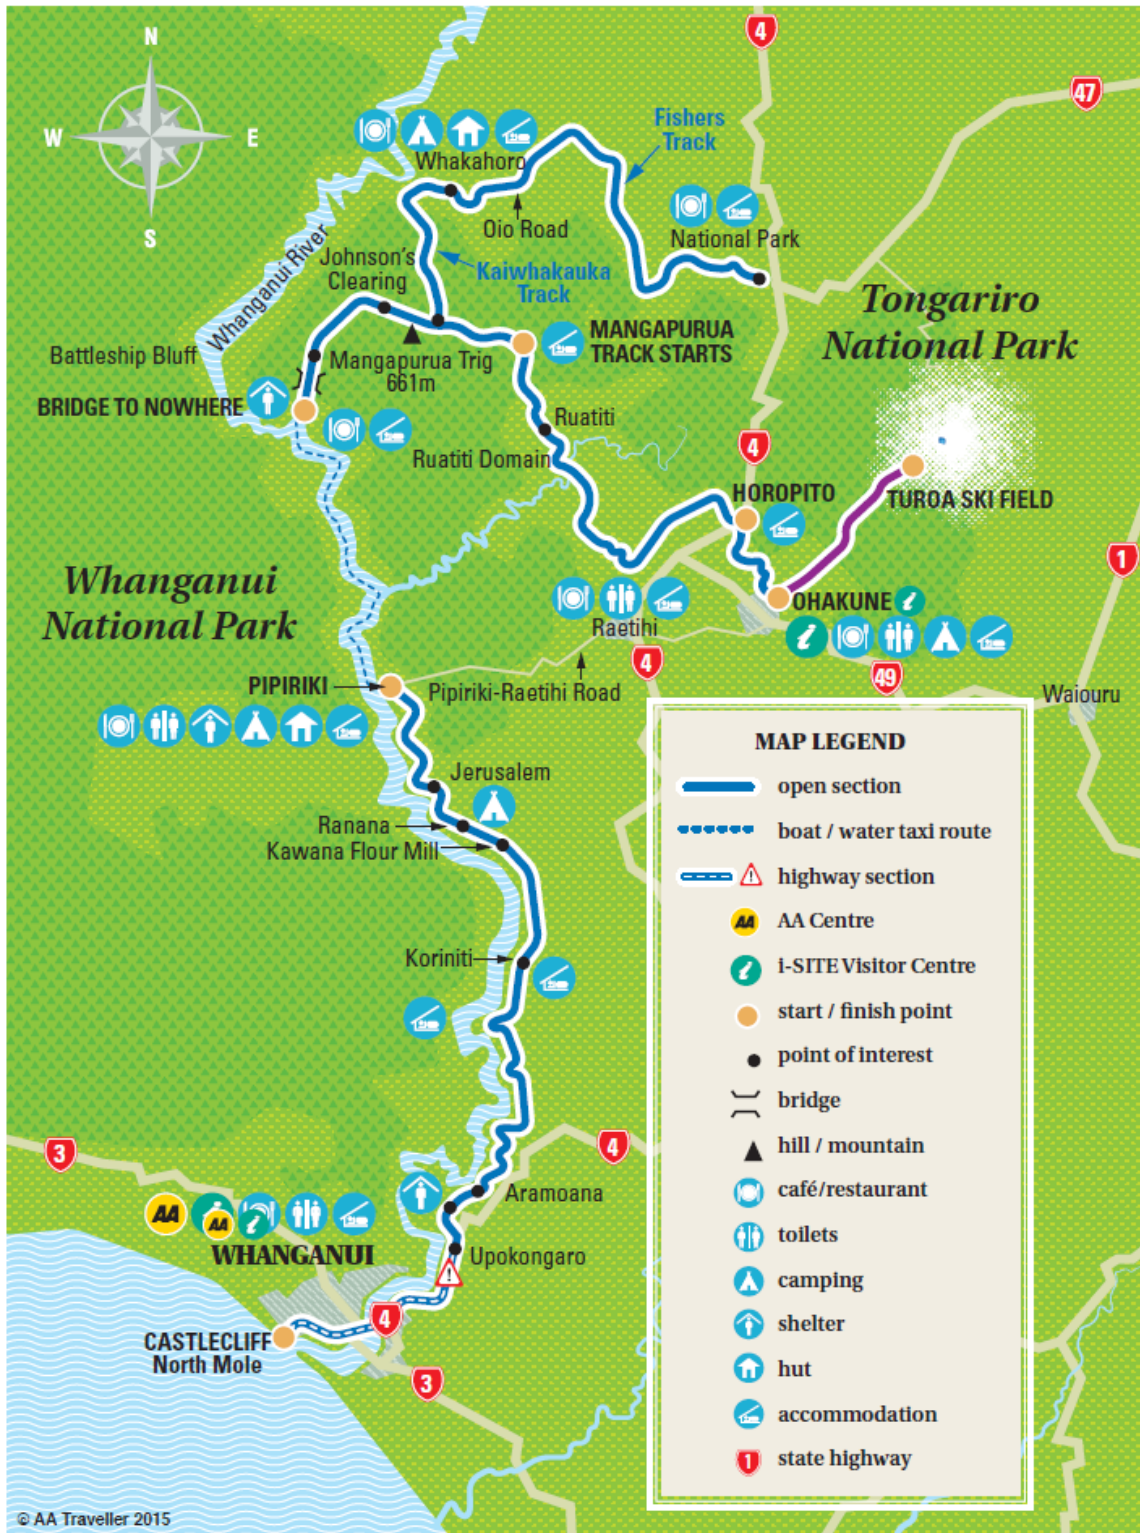 N
4
47
Fishers
Track
W
E
Whakahoro
S
Oio Road
National Park
Whanganui River
Johnson's
Clearing
Kaiwhakauka
Track
Tongariro
National Park
MANGAPURUA
TRACK STARTS
Battleship Bluff
Mangapurua Trig
661m
BRIDGE TO NOWHERE
Ruatiti
4
Ruatiti Domain
HOROPITO
TUROA SKI FIELD
1
Whanganui
National Park
OHAKUNE
Raetihi
4
49
PIPIRIKI
Pipiriki-Raetihi Road
Waiouru
MAP LEGEND
open section
boat / water taxi route
highway section
AA
AA Centre
i-SITE Visitor Centre
start / finish point
point of interest
bridge
hill / mountain
café/restaurant
toilets
camping
shelter
hut
accommodation
1
state highway
Jerusalem
Ranana
Kawana Flour Mill
Koriniti
3
4
Aramoana
AA
AA
WHANGANUI
Upokongaro
4
CASTLECLIFF
North Mole
3
© AA Traveller 2015